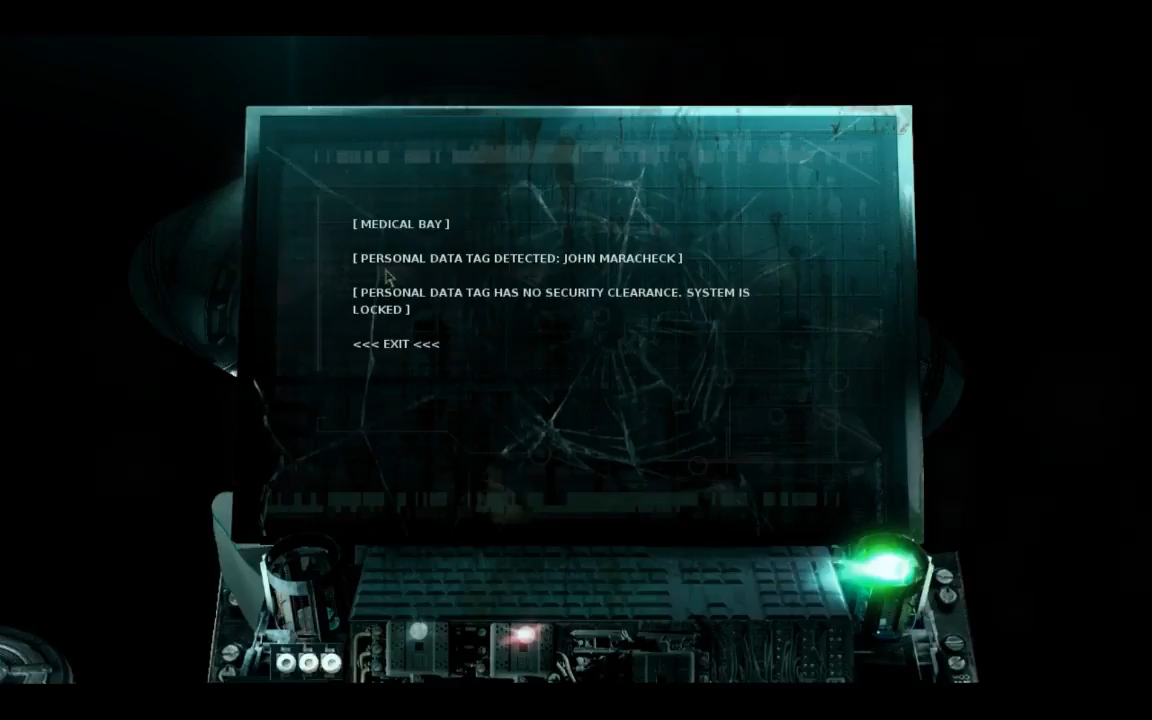 [ MEDICAL BAY ]
[ PERSONAL DATA TAG DETECTED: JOHN MARACHECK ]
[ PERSONAL DATA TAG HAS NO SECURITY CLEARANCE. SYSTEM IS
LOCKED ]
<<< EXIT <<<